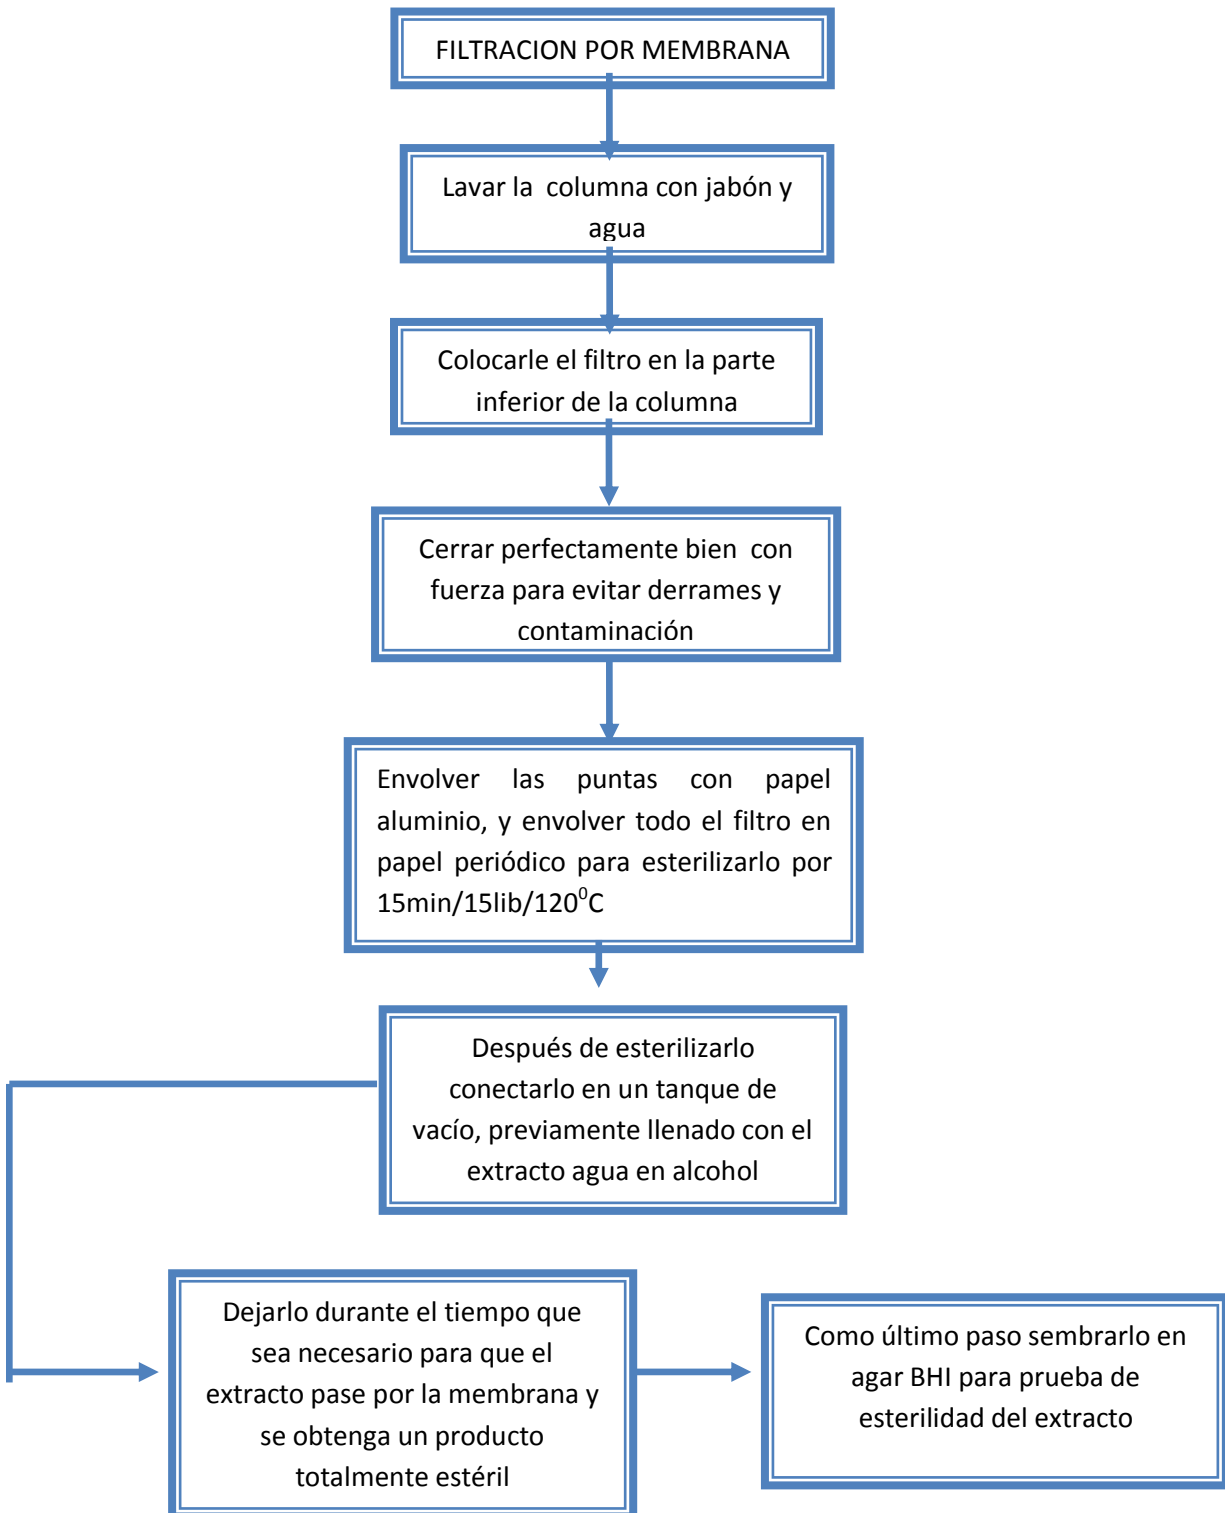 FILTRACION POR MEMBRANA
Lavar la columna con jabón y
agua
Colocarle el filtro en la parte
inferior de la columna
Cerrar perfectamente bien con
fuerza para evitar derrames y
contaminación
Envolver las puntas con papel
aluminio, y envolver todo el filtro en
papel periódico para esterilizarlo por
15min/15lib/120⁰C
Después de esterilizarlo
conectarlo en un tanque de
vacío, previamente llenado con el
extracto agua en alcohol
Dejarlo durante el tiempo que
sea necesario para que el
extracto pase por la membrana y
se obtenga un producto
totalmente estéril
Como último paso sembrarlo en
agar BHI para prueba de
esterilidad del extracto